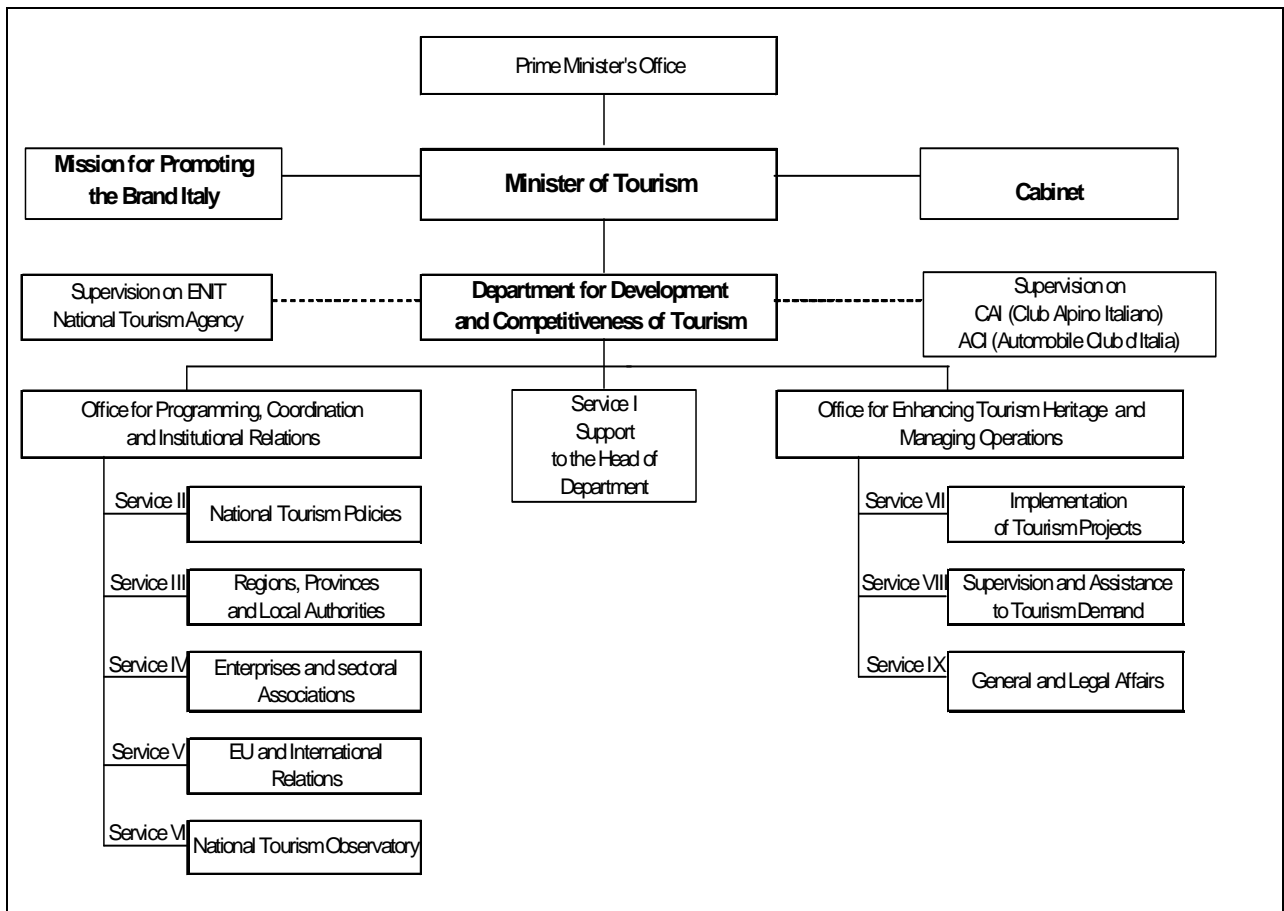 Prime Minister's Office
Mission for Promoting
the Brand Italy
Minister of Tourism
Cabinet
Supervision on ENIT
National Tourism Agency
Department for Development
and Competitiveness of Tourism
Supervision on
CAI (Club Alpino Italiano)
ACI (Automobile Club d'Italia)
Office for Programming, Coordination
and Institutional Relations
Service I
Support
to the Head of
Department
Office for Enhancing Tourism Heritage and
Managing Operations
Service II
National Tourism Policies
Service III
Regions, Provinces
and Local Authorities
Service IV
Enterprises and sectoral
Associations
Service V
EU and International
Relations
Service VI
National Tourism Observatory
Service VII
Implementation
of Tourism Projects
Service VIII
Supervision and Assistance
to Tourism Demand
Service IX
General and Legal Affairs